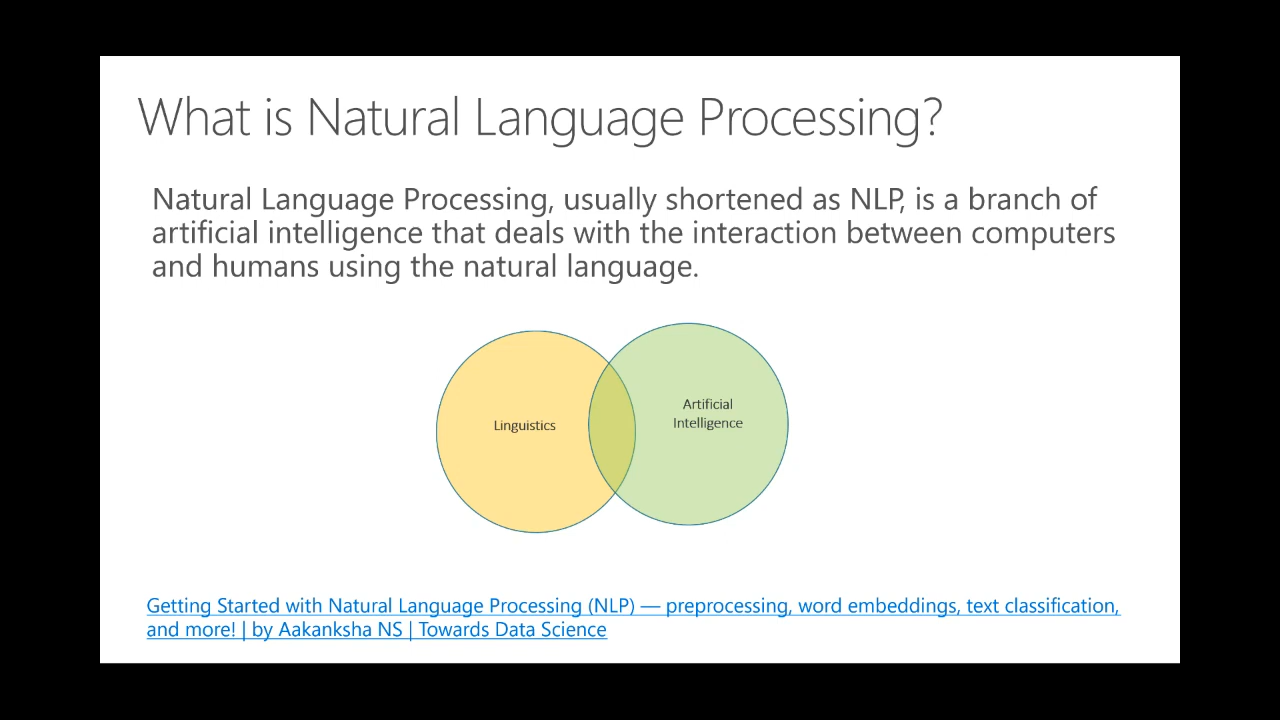 What is Natural Language Processing?
Natural Language Processing, usually shortened as NLP, is a branch of
artificial intelligence that deals with the interaction between computers
and humans using the natural language.
Linguistics
Artificial
Intelligence
Getting Started with Natural Language Processing (NLP) — preprocessing, word embeddings, text classification,
and more! | by Aakanksha NS | Towards Data Science